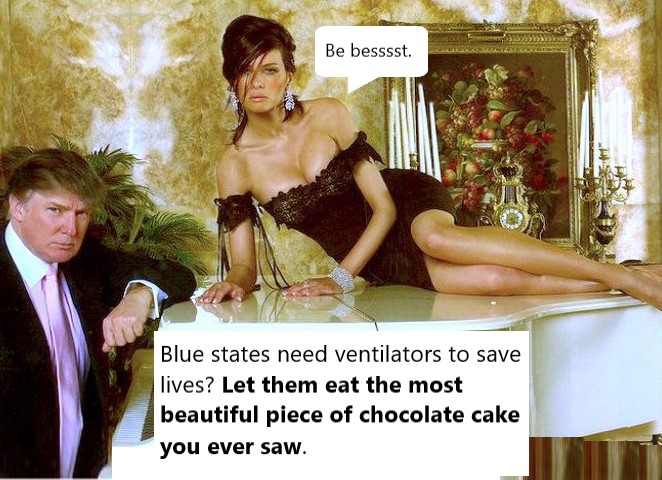 Be besssst.
Blue states need ventilators to save
lives? Let them eat the most
beautiful piece of chocolate cake
you ever saw.